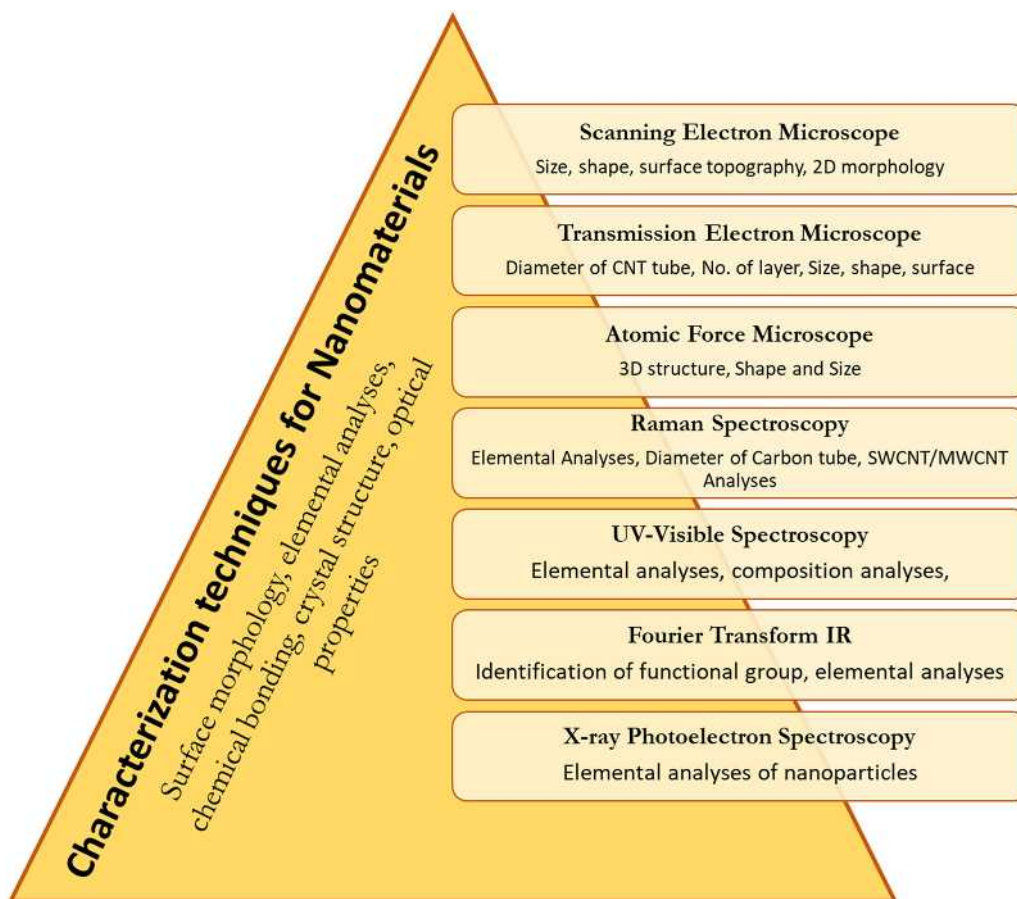 Characterization techniques for Nanomaterials
Surface morphology, elemental analyses,
chemical bonding, crystal structure, optical
properties
Scanning Electron Microscope
Size, shape, surface topography, 2D morphology
Transmission Electron Microscope
Diameter of CNT tube, No. of layer, Size, shape, surface
Atomic Force Microscope
3D structure, Shape and Size
Raman Spectroscopy
Elemental Analyses, Diameter of Carbon tube, SWCNT/MWCNT
Analyses
UV-Visible Spectroscopy
Elemental analyses, composition analyses,
Fourier Transform IR
Identification of functional group, elemental analyses
X-ray Photoelectron Spectroscopy
Elemental analyses of nanoparticles